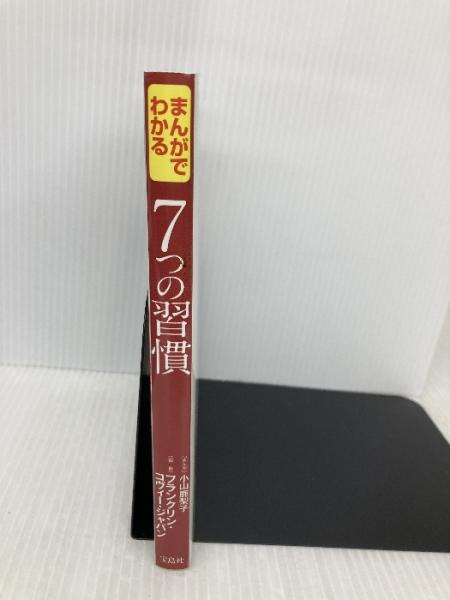 まんがで
わかる
7つの習慣
小山鹿梨子
フランクリン・
コヴィー・ジャパン
宝島社